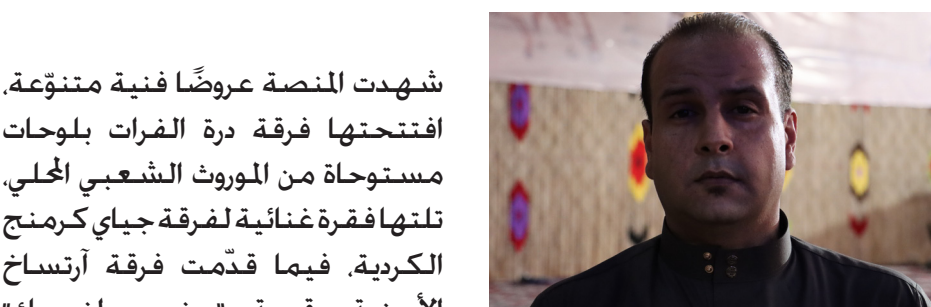 شهدت المنصة عروضًا فنية متنوّعة،
افتتحتها فرقة درة الفرات بلوحات
مستوحاة من الموروث الشعبي المحلي،
تلتها فقرة غنائية لفرقة جياي كرمنج
الكردية، فيما قدّمت فرقة آرتساخ